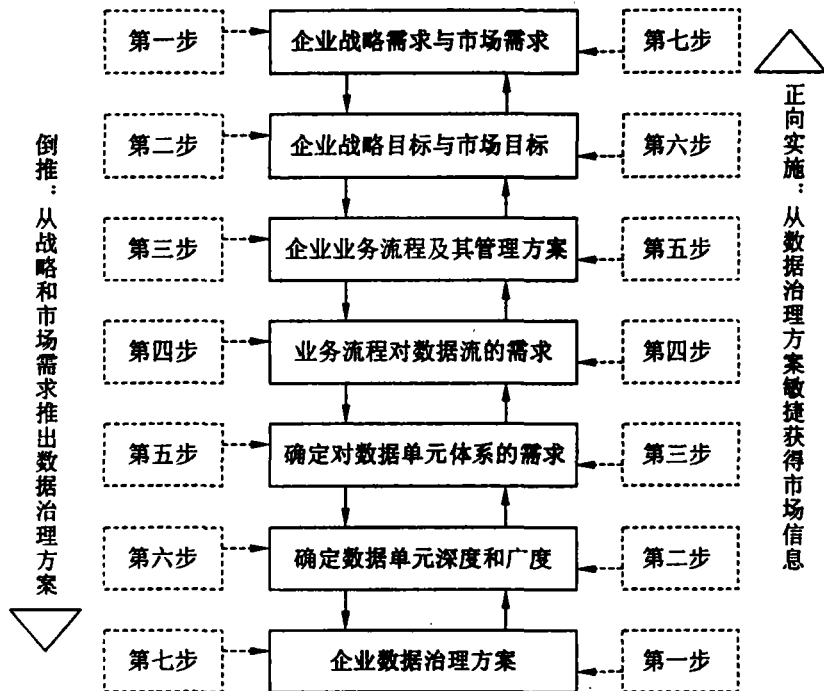 第一步
企业战略需求与市场需求
第七步
第二步
企业战略目标与市场目标
第六步
第三步
企业业务流程及其管理方案
第五步
第四步
业务流程对数据流的需求
第四步
第五步
确定对数据单元体系的需求
第三步
第六步
确定数据单元深度和广度
第二步
第七步
企业数据治理方案
第一步
倒推：从战略和市场需求推出数据治理方案
正向实施：从数据治理方案敏捷获得市场信息